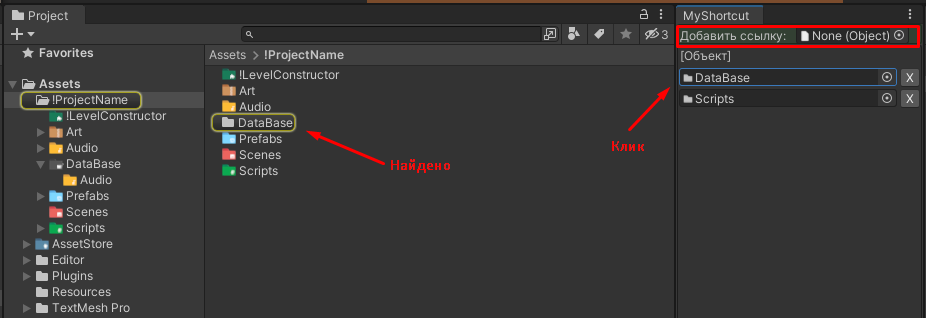 Project
3
Favorites
Assets
!ProjectName
!LevelConstructor
Art
Audio
DataBase
Audio
Prefabs
Scenes
Scripts
AssetStore
Editor
Plugins
Resources
TextMesh Pro
Assets > !ProjectName
!LevelConstructor
Art
Audio
DataBase
Prefabs
Scenes
Scripts
Найдено
MyShortcut
Добавить ссылку: None (Object)
[Объект]
DataBase X
Scripts X
Клик